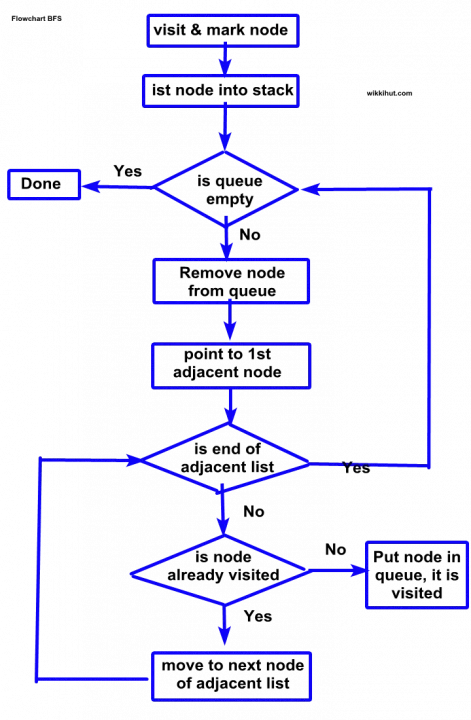 Flowchart BFS
visit & mark node
ist node into stack
wikkihut.com
is queue
empty
Yes
Done
No
Remove node
from queue
point to 1st
adjacent node
is end of
adjacent list
Yes
No
is node
already visited
No
Put node in
queue, it is
visited
Yes
move to next node
of adjacent list